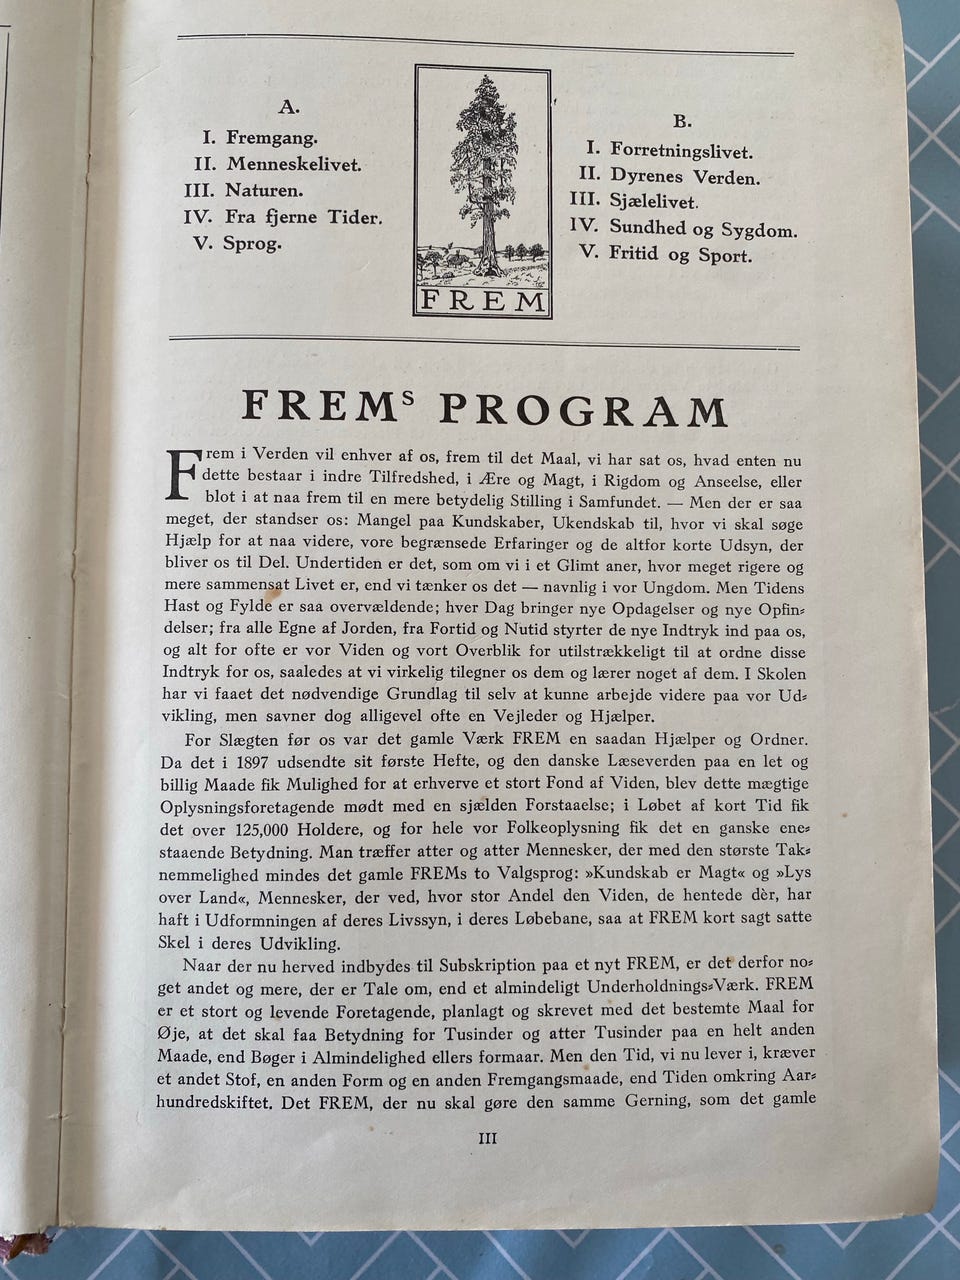 A.
I. Fremgang.
II. Menneskelivet.
III. Naturen.
IV. Fra fjerne Tider.
V. Sprog.
FREM
B.
I. Forretningslivet.
II. Dyrenes Verden.
III. Sjælelivet.
IV. Sundhed og Sygdom.
V. Fritid og Sport.
FREMS PROGRAM
Frem i Verden vil enhver af os, frem til det Maal, vi har sat os, hvad enten nu
dette bestaar i indre Tilfredshed, i Ære og Magt, i Rigdom og Anseelse, eller
blot i at naa frem til en mere betydelig Stilling i Samfundet. — Men der er saa
meget, der standser os: Mangel paa Kundskaber, Ukendskab til, hvor vi skal søge
Hjælp for at naa videre, vore begrænsede Erfaringer og de altfor korte Udsyn, der
bliver os til Del. Undertiden er det, som om vi i et Glimt aner, hvor meget rigere og
mere sammensat Livet er, end vi tænker os det — navnlig i vor Ungdom. Men Tidens
Hast og Fylde er saa overvældende; hver Dag bringer nye Opdagelser og nye Opfin⸗
delser; fra alle Egne af Jorden, fra Fortid og Nutid styrter de nye Indtryk ind paa os,
og alt for ofte er vor Viden og vort Overblik for utilstrækkeligt til at ordne disse
Indtryk for os, saaledes at vi virkelig tilegner os dem og lærer noget af dem. I Skolen
har vi faaet det nødvendige Grundlag til selv at kunne arbejde videre paa vor Ud⸗
vikling, men savner dog alligevel ofte en Vejleder og Hjælper.
For Slægten før os var det gamle Værk FREM en saadan Hjælper og Ordner.
Da det i 1897 udsendte sit første Hefte, og den danske Læseverden paa en let og
billig Maade fik Mulighed for at erhverve et stort Fond af Viden, blev dette mægtige
Oplysningsforetagende mødt med en sjælden Forstaaelse; i Løbet af kort Tid fik
det over 125,000 Holdere, og for hele vor Folkeoplysning fik det en ganske ene⸗
staaende Betydning. Man træffer atter og atter Mennesker, der med den største Tak⸗
nemmelighed mindes det gamle FREMs to Valgsprog: »Kundskab er Magt« og »Lys
over Land«, Mennesker, der ved, hvor stor Andel den Viden, de hentede dèr, har
haft i Udformningen af deres Livssyn, i deres Løbebane, saa at FREM kort sagt satte
Skel i deres Udvikling.
Naar der nu herved indbydes til Subskription paa et nyt FREM, er det derfor no⸗
get andet og mere, der er Tale om, end et almindeligt Underholdnings⸗Værk. FREM
er et stort og levende Foretagende, planlagt og skrevet med det bestemte Maal for
Øje, at det skal faa Betydning for Tusinder og atter Tusinder paa en helt anden
Maade, end Bøger i Almindelighed ellers formaar. Men den Tid, vi nu lever i, kræver
et andet Stof, en anden Form og en anden Fremgangsmaade, end Tiden omkring Aar⸗
hundredskiftet. Det FREM, der nu skal gøre den samme Gerning, som det gamle
III